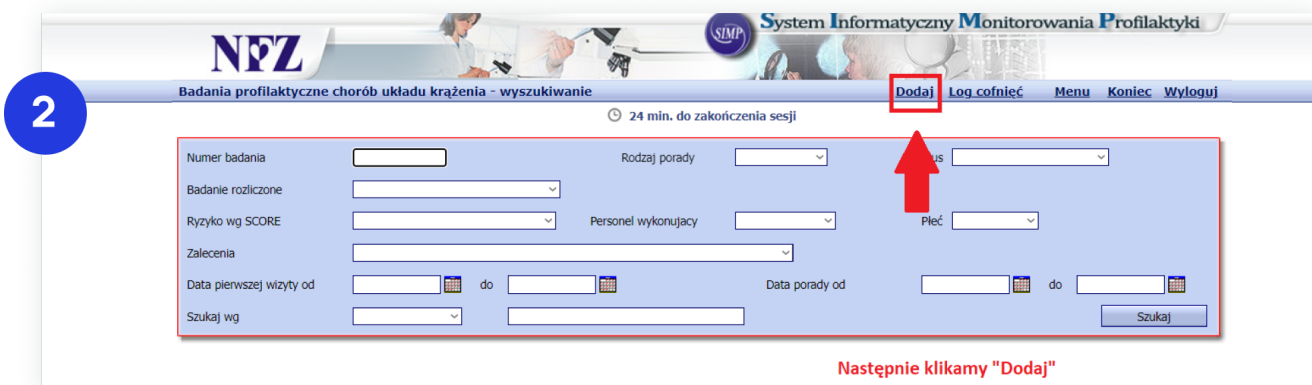 NFZ
SIMP
System Informatyczny Monitorowania Profilaktyki
Badania profilaktyczne chorób układu krążenia - wyszukiwanie
Dodaj Log cofnięć Menu Koniec Wyloguj
2
24 min. do zakończenia sesji
Numer badania Rodzaj porady
Badanie rozliczone
Ryzyko wg SCORE Personel wykonujacy Płeć
Zalecenia
Data pierwszej wizyty od do Data porady od do
Szukaj wg Szukaj
Następnie klikamy "Dodaj"